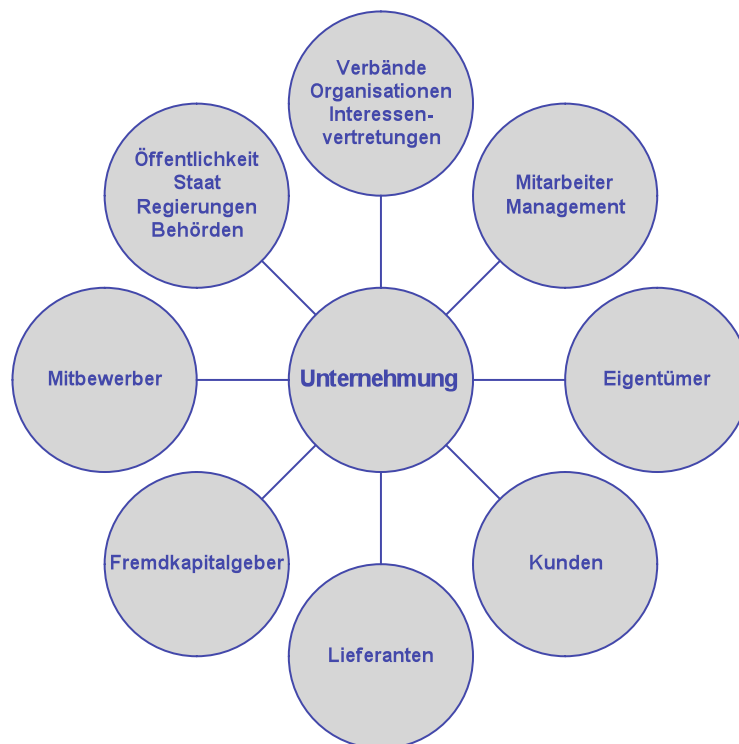 Verbände
Organisationen
Interessen-
vertretungen
Öffentlichkeit
Staat
Regierungen
Behörden
Mitarbeiter
Management
Mitbewerber
Unternehmung
Eigentümer
Fremdkapitalgeber
Kunden
Lieferanten